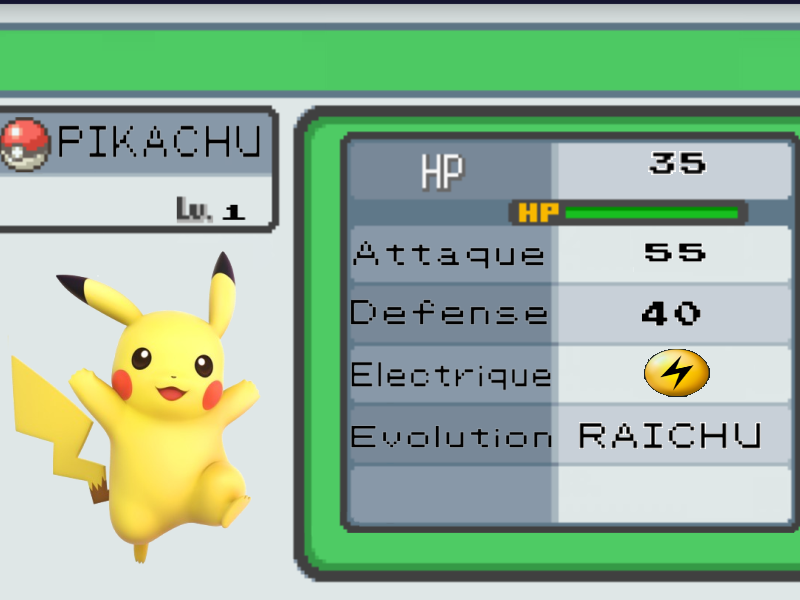 PIKACHU
Lv. 1
HP 35
HP
Attaque 55
Defense 40
Electrique
Evolution RAICHU